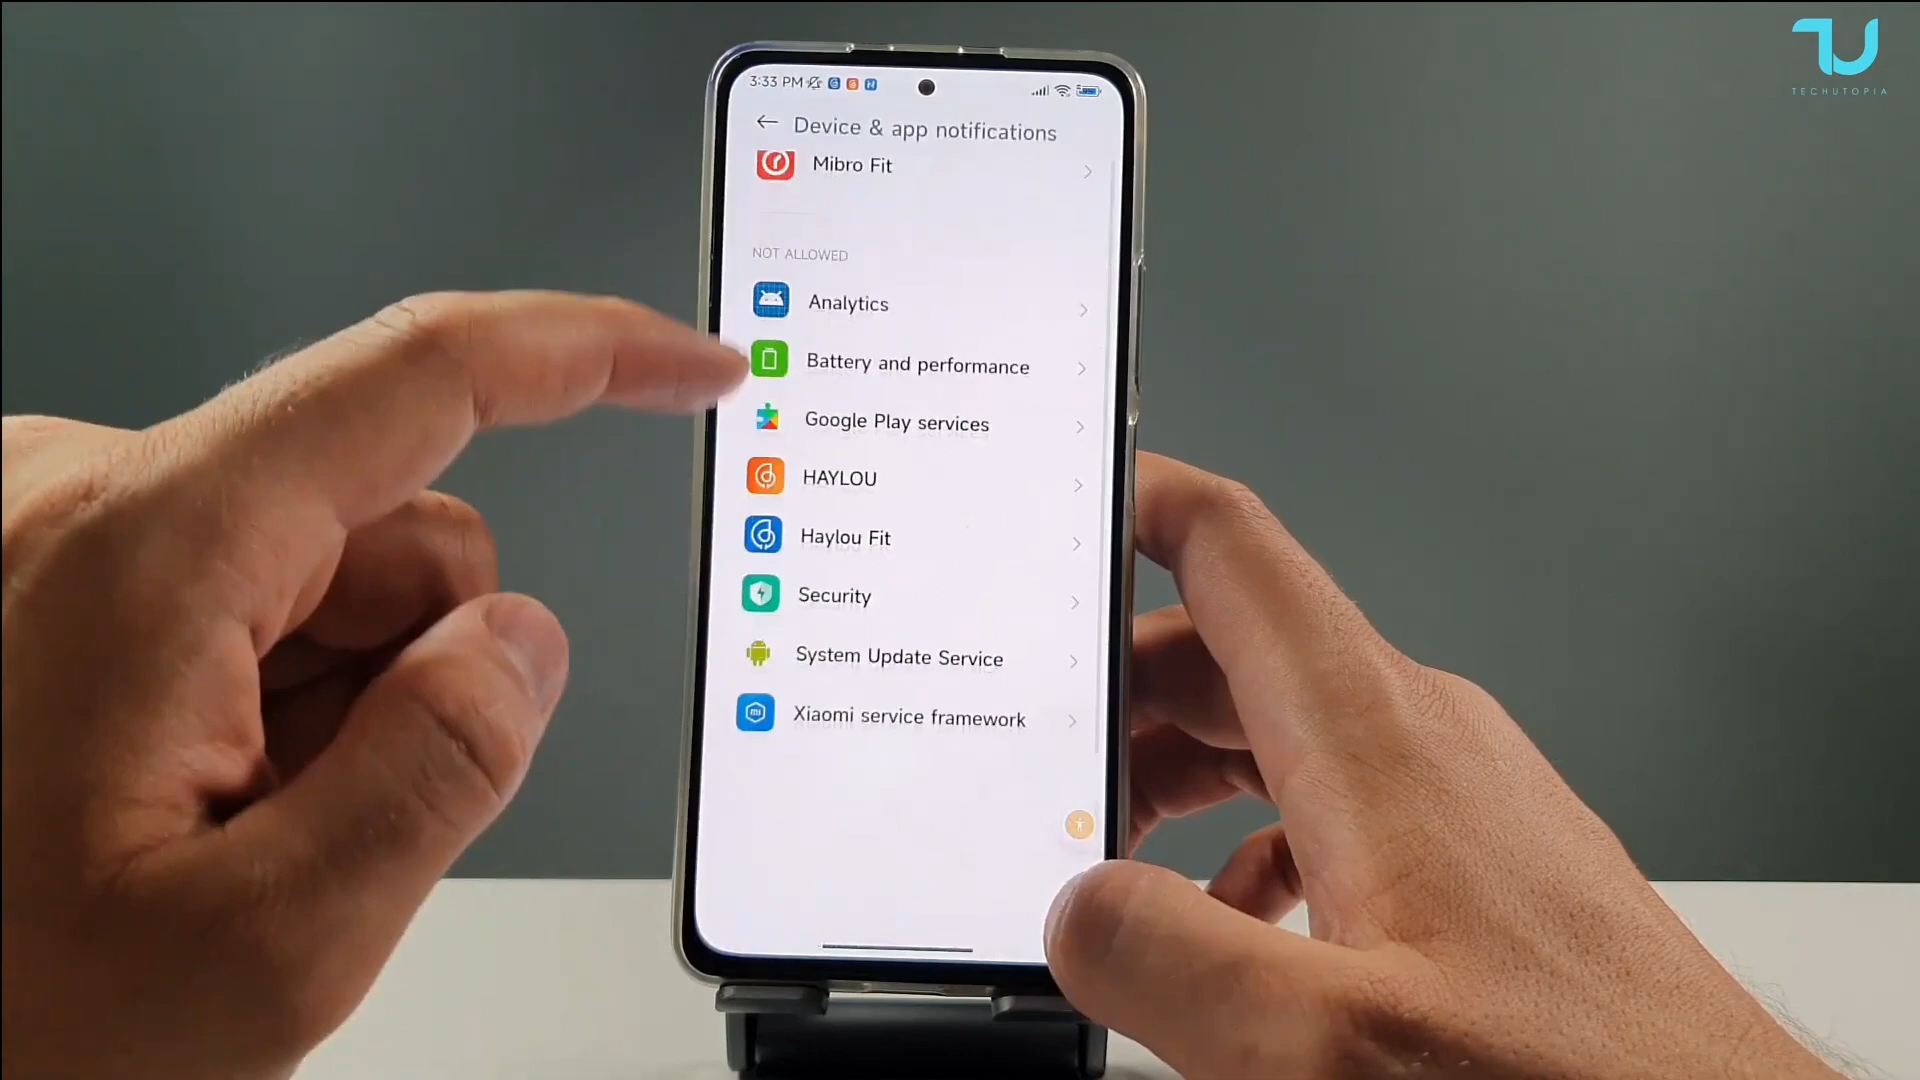 TECHUTOPIA
3:33 PM
Device & app notifications
Mibro Fit
NOT ALLOWED
Analytics
Battery and performance
Google Play services
HAYLOU
Haylou Fit
Security
System Update Service
Xiaomi service framework